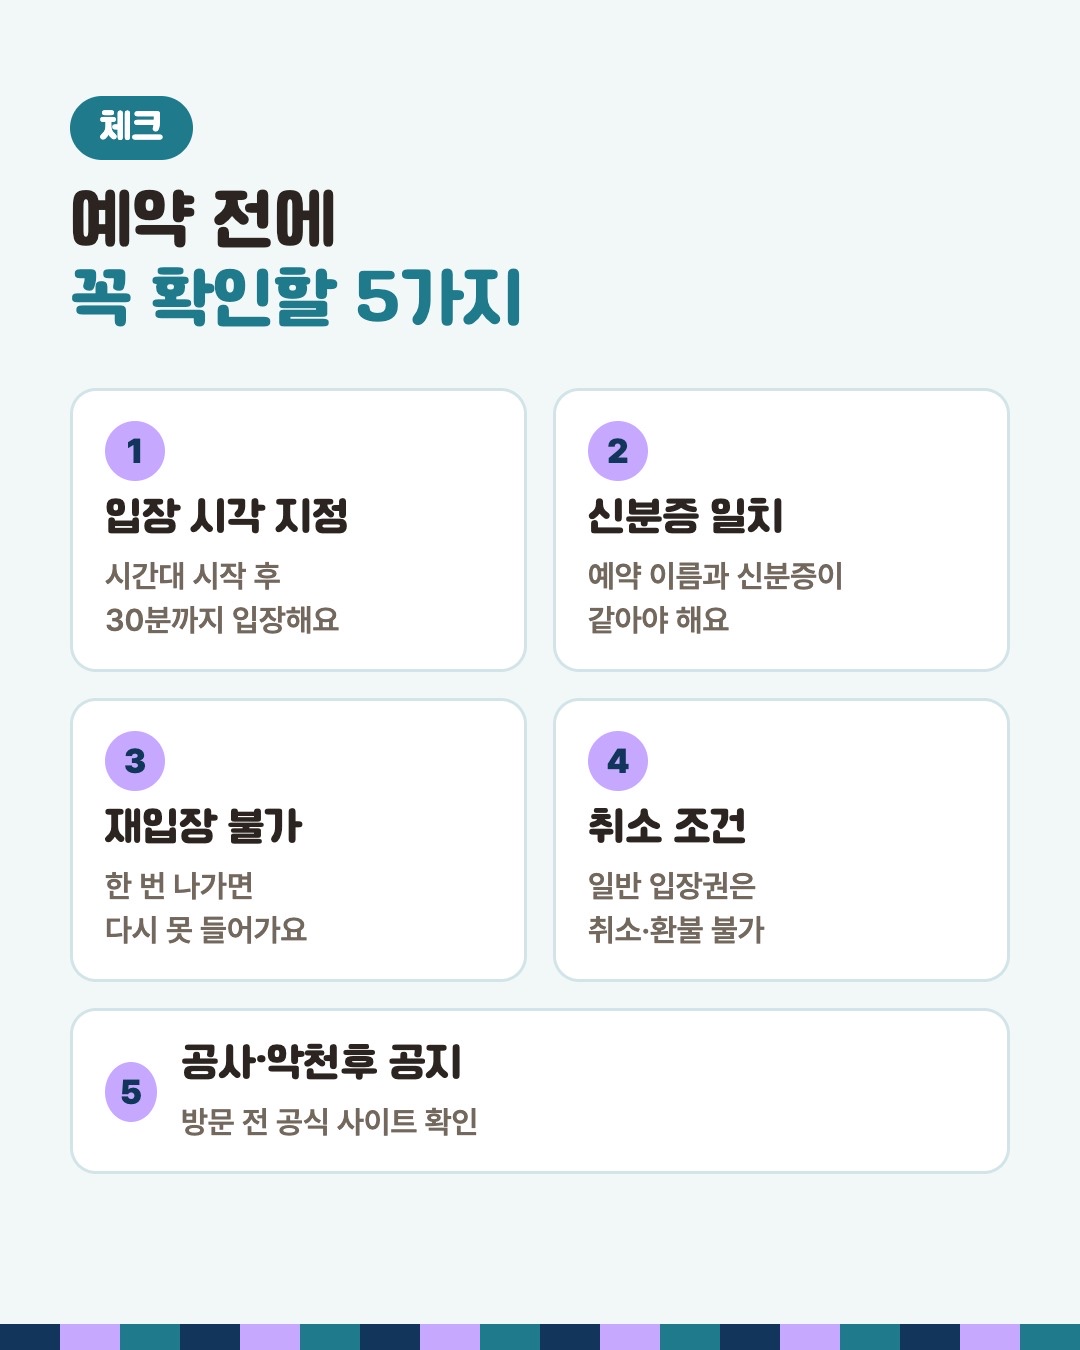 체크
예약 전에
꼭 확인할 5가지
1
입장 시각 지정
시간대 시작 후
30분까지 입장해요
2
신분증 일치
예약 이름과 신분증이
같아야 해요
3
재입장 불가
한 번 나가면
다시 못 들어가요
4
취소 조건
일반 입장권은
취소·환불 불가
5
공사·악천후 공지
방문 전 공식 사이트 확인